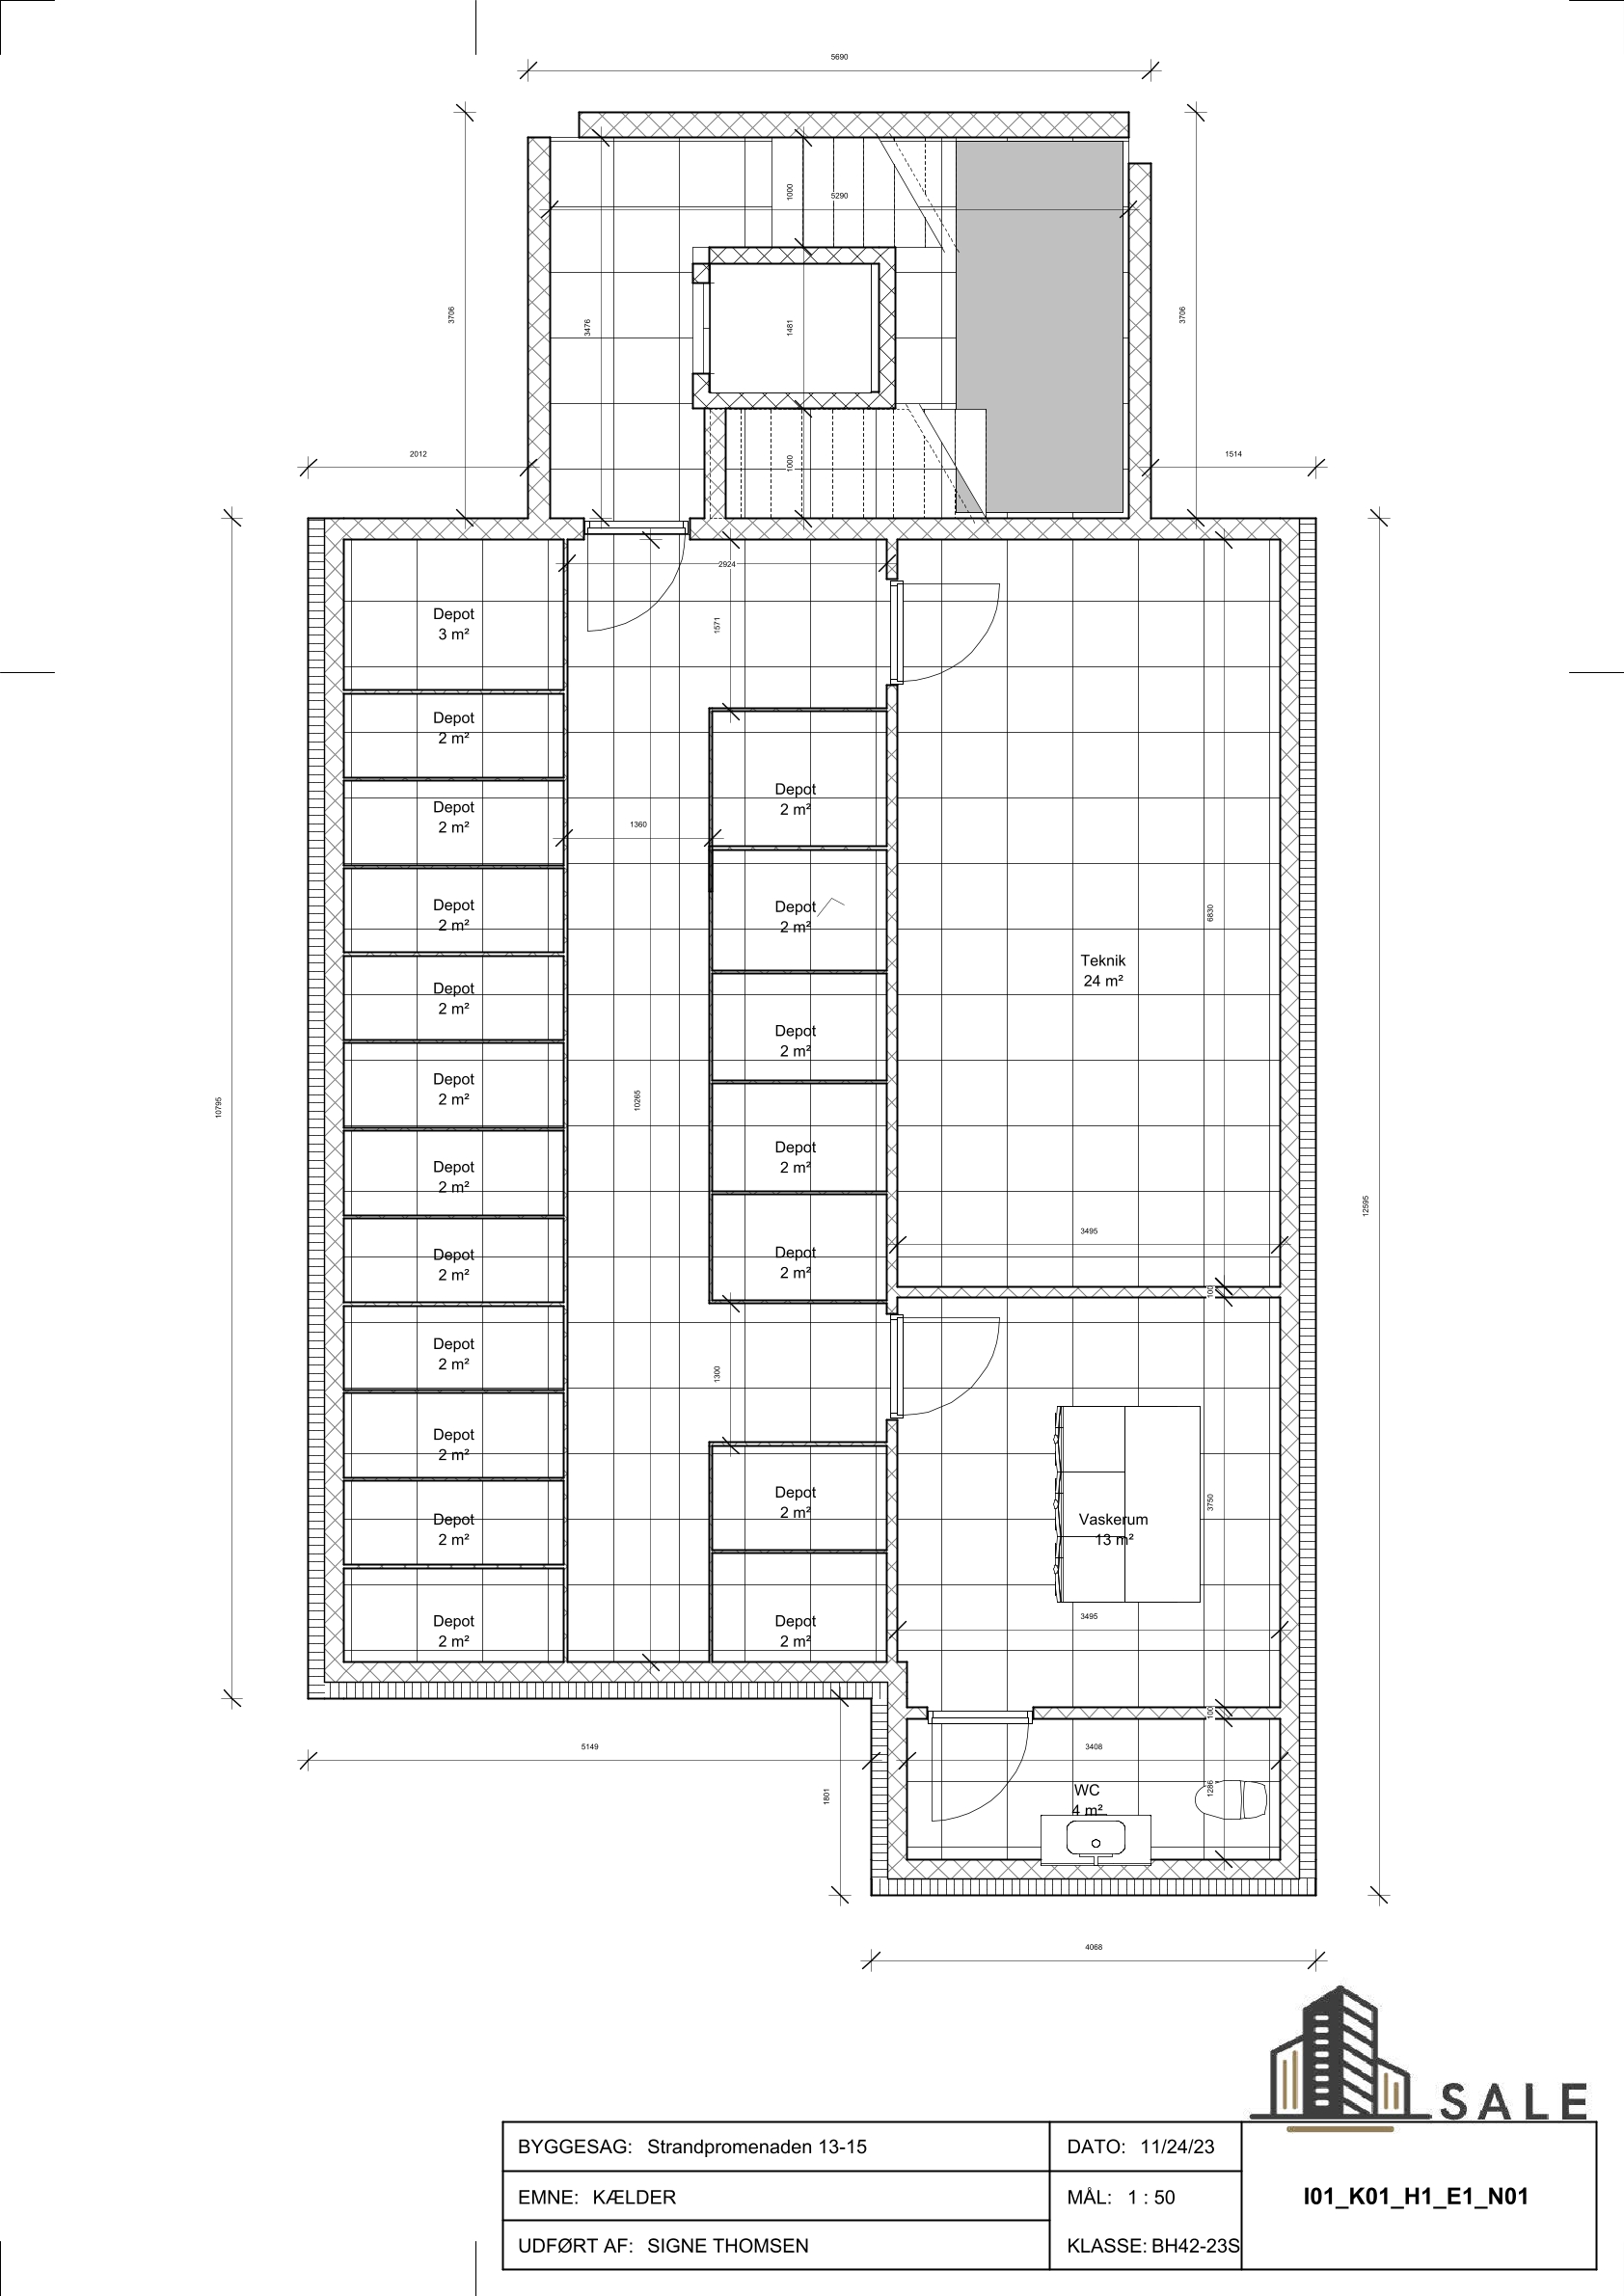 5690
5290
1000
3706
3476
1481
3706
2012
1000
1514
2924
1571
Depot
3 m²
Depot
2 m²
Depot
2 m²
Depot
2 m²
1360
Depot
2 m²
Depot
2 m²
6830
Teknik
24 m²
Depot
2 m²
Depot
2 m²
Depot
2 m²
10265
10795
Depot
2 m²
Depot
2 m²
12595
3495
Depot
2 m²
Depot
2 m²
100
Depot
2 m²
1300
Depot
2 m²
Depot
2 m²
3750
Depot
2 m²
Vaskerum
13 m²
3495
Depot
2 m²
Depot
2 m²
100
5149
3408
1286
WC
4 m²
1801
4068
SALE
BYGGESAG: Strandpromenaden 13-15
DATO: 11/24/23
EMNE: KÆLDER
MÅL: 1 : 50
I01_K01_H1_E1_N01
UDFØRT AF: SIGNE THOMSEN
KLASSE: BH42-23S